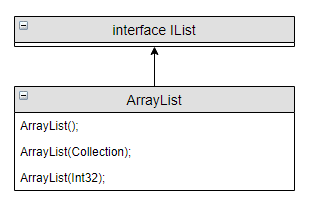 interface IList
ArrayList
ArrayList();
ArrayList(Collection);
ArrayList(Int32);